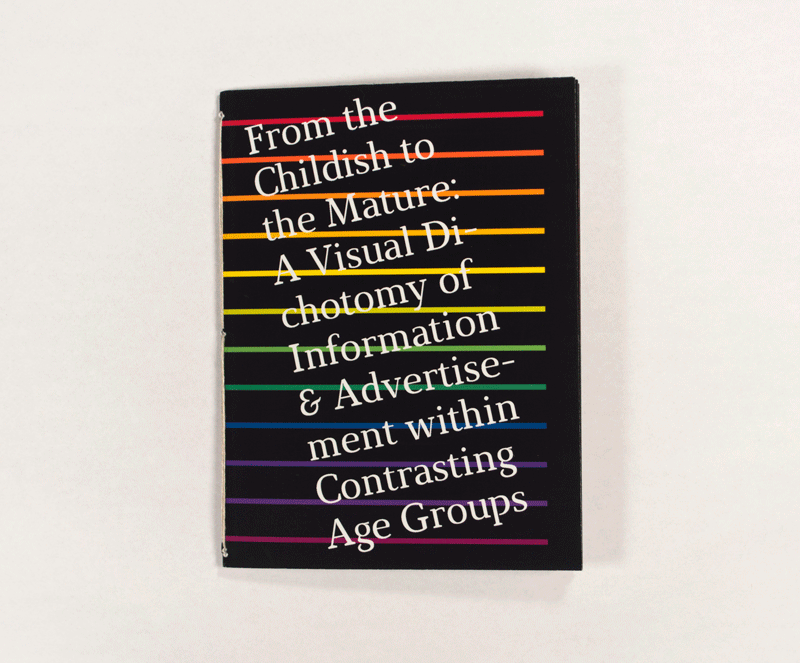 From the
Childish to
the Mature:
A Visual Di-
chotomy of
Information
& Advertise-
ment within
Contrasting
Age Groups